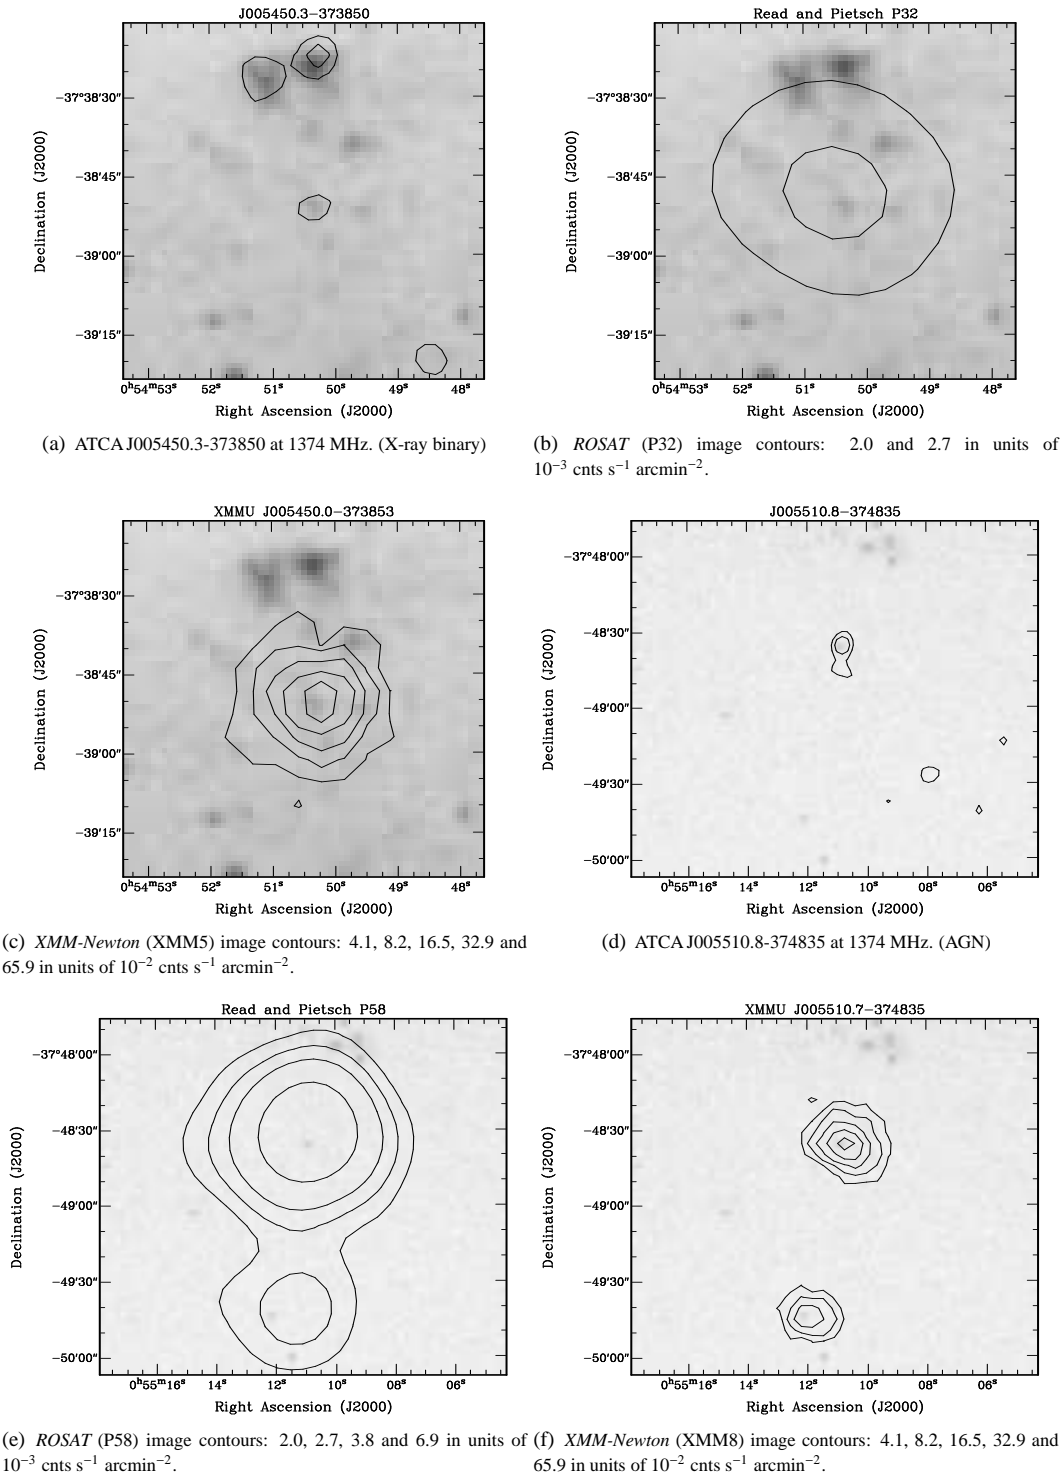 J005450.3−373850
Declination (J2000)
−37°38′30″
−38′45″
−39′00″
−39′15″
0ʰ54ᵐ53ˢ 52ˢ 51ˢ 50ˢ 49ˢ 48ˢ
Right Ascension (J2000)
(a) ATCA J005450.3-373850 at 1374 MHz. (X-ray binary)
Read and Pietsch P32
Declination (J2000)
−37°38′30″
−38′45″
−39′00″
−39′15″
0ʰ54ᵐ53ˢ 52ˢ 51ˢ 50ˢ 49ˢ 48ˢ
Right Ascension (J2000)
(b) ROSAT (P32) image contours: 2.0 and 2.7 in units of
10⁻³ cnts s⁻¹ arcmin⁻².
XMMU J005450.0−373853
Declination (J2000)
−37°38′30″
−38′45″
−39′00″
−39′15″
0ʰ54ᵐ53ˢ 52ˢ 51ˢ 50ˢ 49ˢ 48ˢ
Right Ascension (J2000)
(c) XMM-Newton (XMM5) image contours: 4.1, 8.2, 16.5, 32.9 and
65.9 in units of 10⁻² cnts s⁻¹ arcmin⁻².
J005510.8−374835
Declination (J2000)
−37°48′00″
−48′30″
−49′00″
−49′30″
−50′00″
0ʰ55ᵐ16ˢ 14ˢ 12ˢ 10ˢ 08ˢ 06ˢ
Right Ascension (J2000)
(d) ATCA J005510.8-374835 at 1374 MHz. (AGN)
Read and Pietsch P58
Declination (J2000)
−37°48′00″
−48′30″
−49′00″
−49′30″
−50′00″
0ʰ55ᵐ16ˢ 14ˢ 12ˢ 10ˢ 08ˢ 06ˢ
Right Ascension (J2000)
(e) ROSAT (P58) image contours: 2.0, 2.7, 3.8 and 6.9 in units of
10⁻³ cnts s⁻¹ arcmin⁻².
XMMU J005510.7−374835
Declination (J2000)
−37°48′00″
−48′30″
−49′00″
−49′30″
−50′00″
0ʰ55ᵐ16ˢ 14ˢ 12ˢ 10ˢ 08ˢ 06ˢ
Right Ascension (J2000)
(f) XMM-Newton (XMM8) image contours: 4.1, 8.2, 16.5, 32.9 and
65.9 in units of 10⁻² cnts s⁻¹ arcmin⁻².